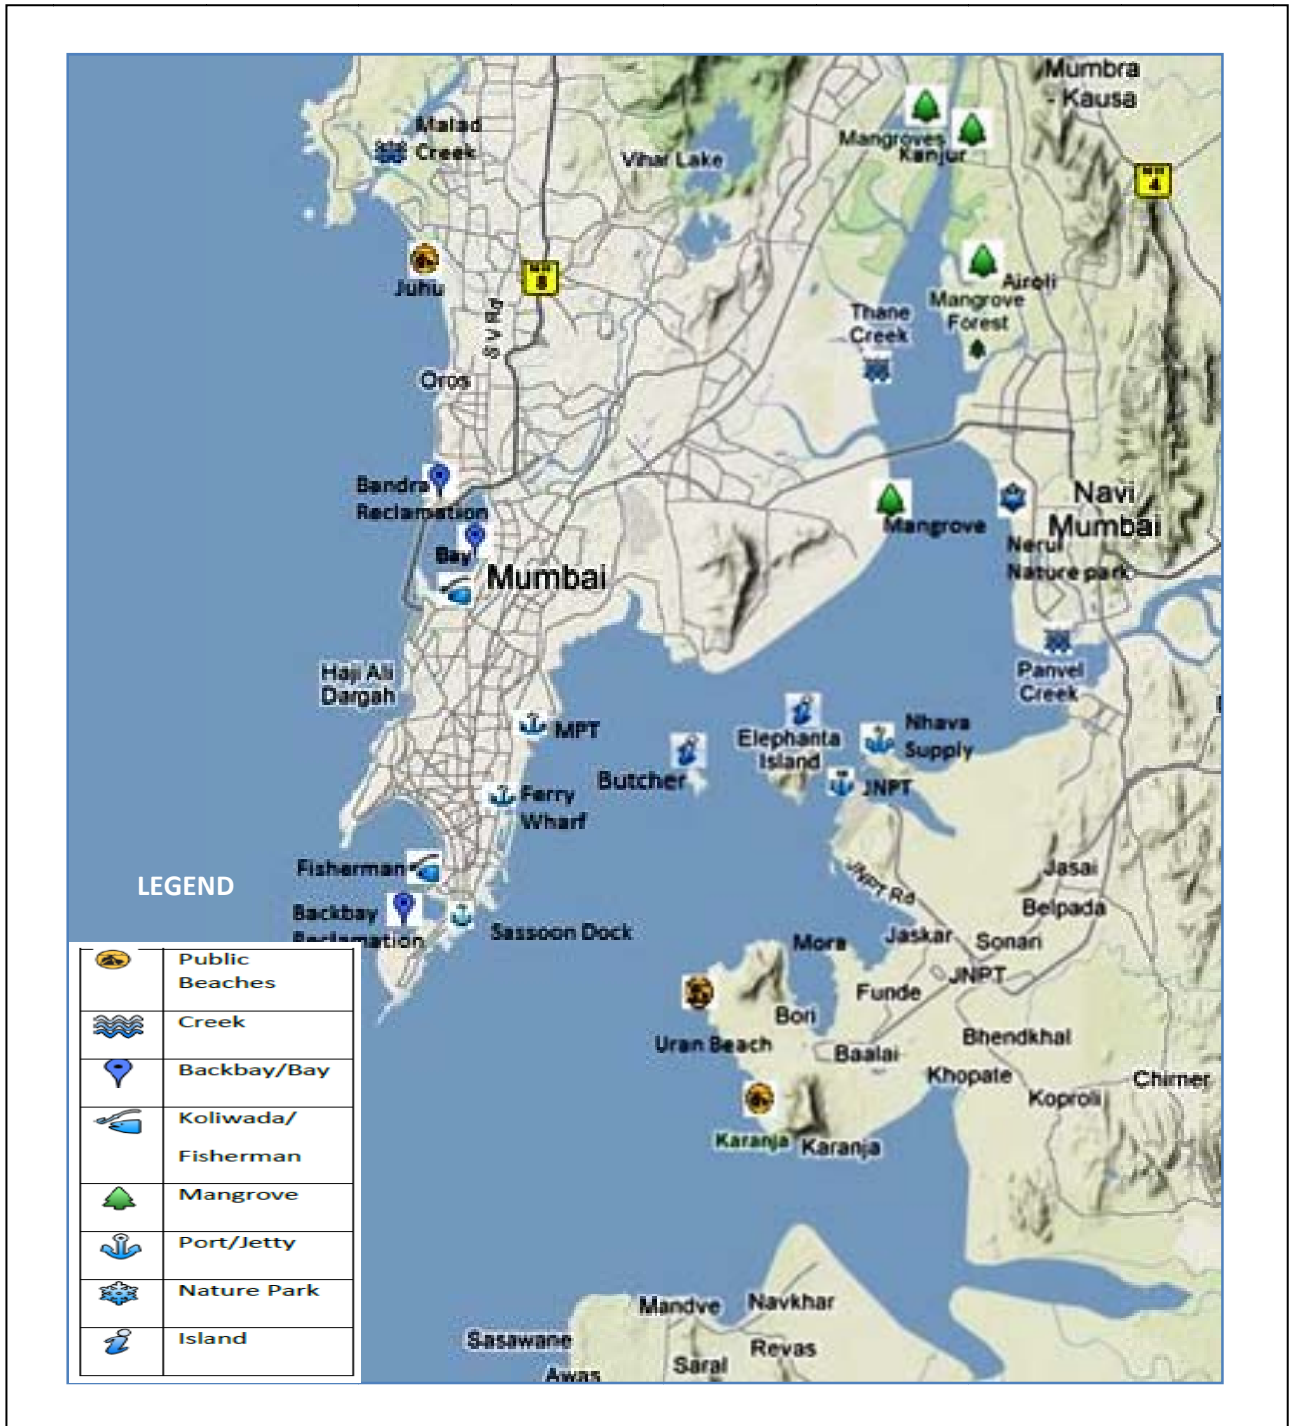 Mumbra
- Kausa
Malad
Creek
Mangroves
Kanjur
Vihar Lake
4
8
Juhu
Airoli
Mangrove
Forest
Thane
Creek
S V Rd
Oros
Bandra
Reclamation
Navi
Mumbai
Mangrove
Bay
Nerul
Nature park
Mumbai
Haji Ali
Dargah
Panvel
Creek
MPT
Elephanta
Island
Nhava
Supply
Butcher
JNPT
Ferry
Wharf
Fisherman
JNPT Rd
Jasai
LEGEND
Backbay
Reclamation
Belpada
Sassoon Dock
Mora
Jaskar
Sonari
JNPT
Funde
Bori
Uran Beach
Baalai
Bhendkhal
Khopate
Chirner
Koproli
Karanja
Karanja
Public
Beaches
Creek
Backbay/Bay
Koliwada/
Fisherman
Mangrove
Port/Jetty
Nature Park
Island
Mandve
Navkhar
Sasawane
Revas
Saral
Awas